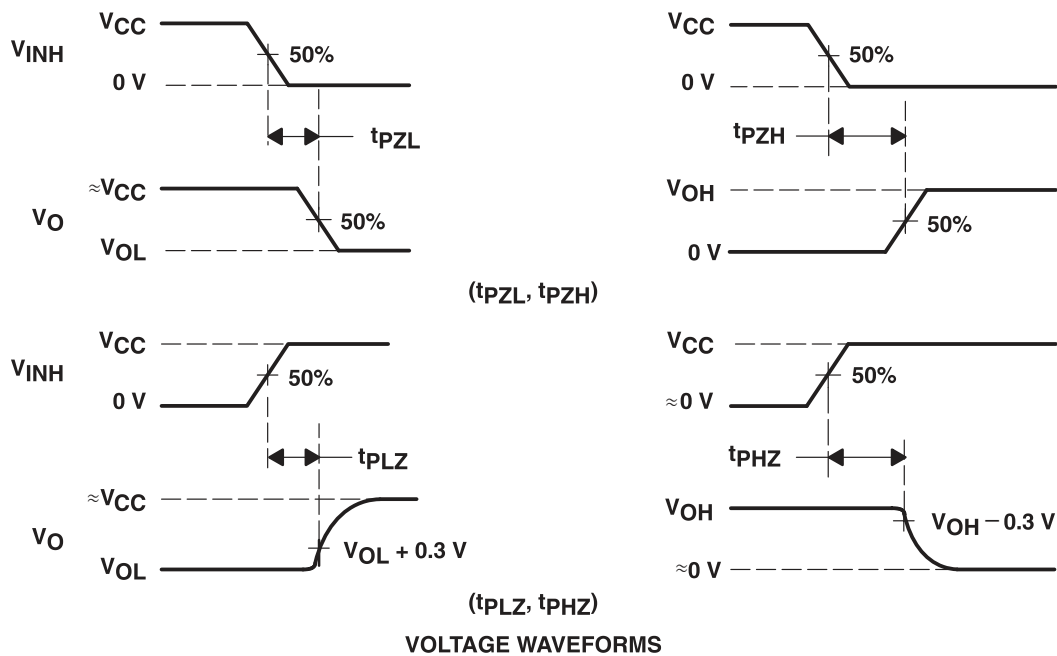 VCC
VINH
50%
0 V
tPZL
≈VCC
VO
50%
VOL
VCC
50%
0 V
tPZH
VOH
50%
0 V
(tPZL, tPZH)
VCC
VINH
50%
0 V
tPLZ
≈VCC
VO
VOL + 0.3 V
VOL
VCC
50%
≈0 V
tPHZ
VOH
VOH – 0.3 V
≈0 V
(tPLZ, tPHZ)
VOLTAGE WAVEFORMS